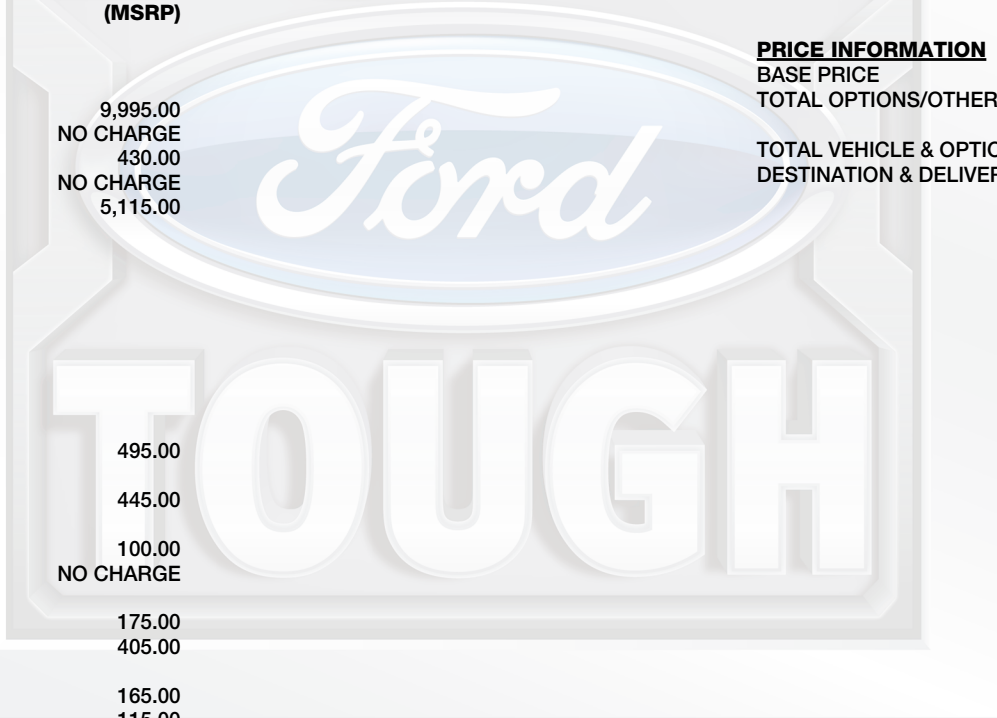 (MSRP)
9,995.00
NO CHARGE
430.00
NO CHARGE
5,115.00
495.00
445.00
100.00
NO CHARGE
175.00
405.00
165.00
115.00
PRICE INFORMATION
BASE PRICE
TOTAL OPTIONS/OTHER
TOTAL VEHICLE & OPTIO
DESTINATION & DELIVER
Ford
TOUGH